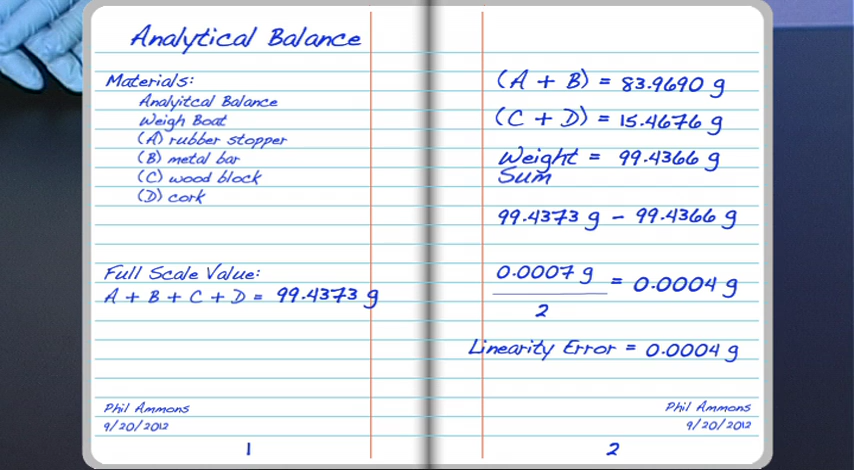 Analytical Balance
Materials:
Analyitcal Balance
Weigh Boat
(A) rubber stopper
(B) metal bar
(C) wood block
(D) cork
Full Scale Value:
A + B + C + D = 99.4373 g
Phil Ammons
9/20/2012
1
(A + B) = 83.9690 g
(C + D) = 15.4676 g
Weight = 99.4366 g
Sum
99.4373 g - 99.4366 g
0.0007 g = 0.0004 g
2
Linearity Error = 0.0004 g
Phil Ammons
9/20/2012
2